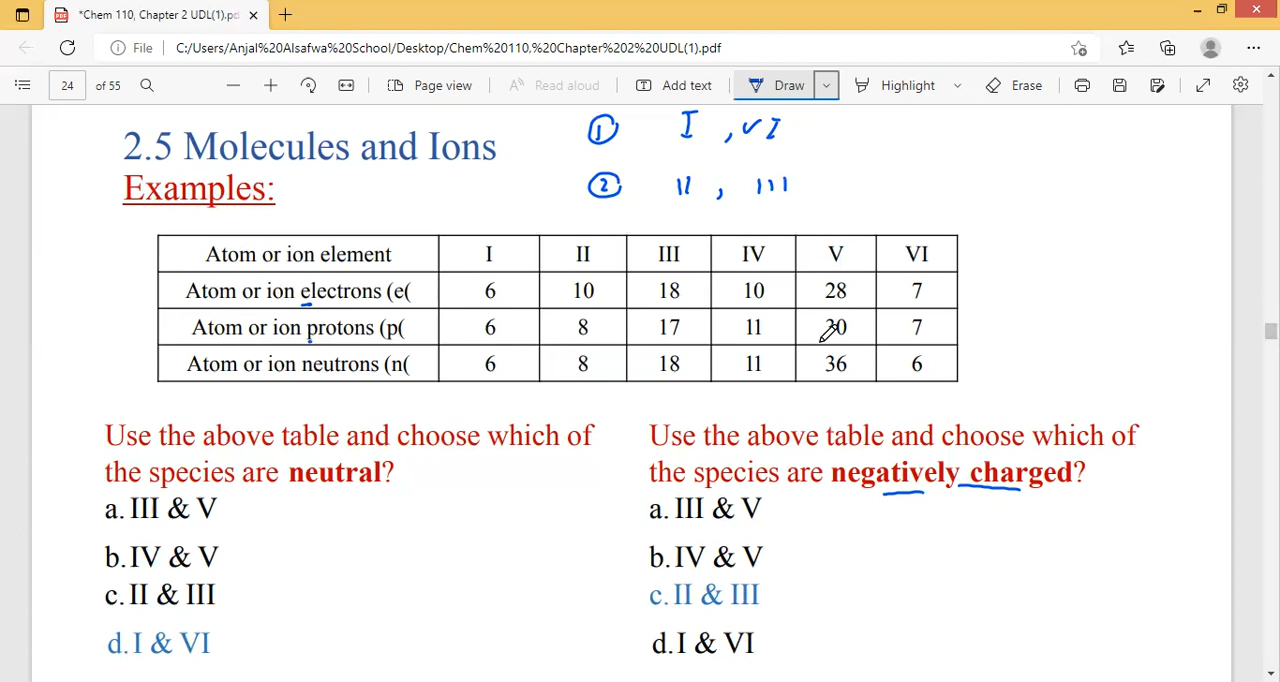 *Chem 110, Chapter 2 UDL(1).pd
File C:/Users/Anjal%20Alsafwa%20School/Desktop/Chem%20110,%20Chapter%202%20UDL(1).pdf
24 of 55 Page view Read aloud Add text Draw Highlight Erase
2.5 Molecules and Ions
① I , VI
Examples:
② II , III
Atom or ion element I II III IV V VI
Atom or ion electrons (e( 6 10 18 10 28 7
Atom or ion protons (p( 6 8 17 11 30 7
Atom or ion neutrons (n( 6 8 18 11 36 6
Use the above table and choose which of
the species are neutral?
a. III & V
b. IV & V
c. II & III
d. I & VI
Use the above table and choose which of
the species are negatively charged?
a. III & V
b. IV & V
c. II & III
d. I & VI